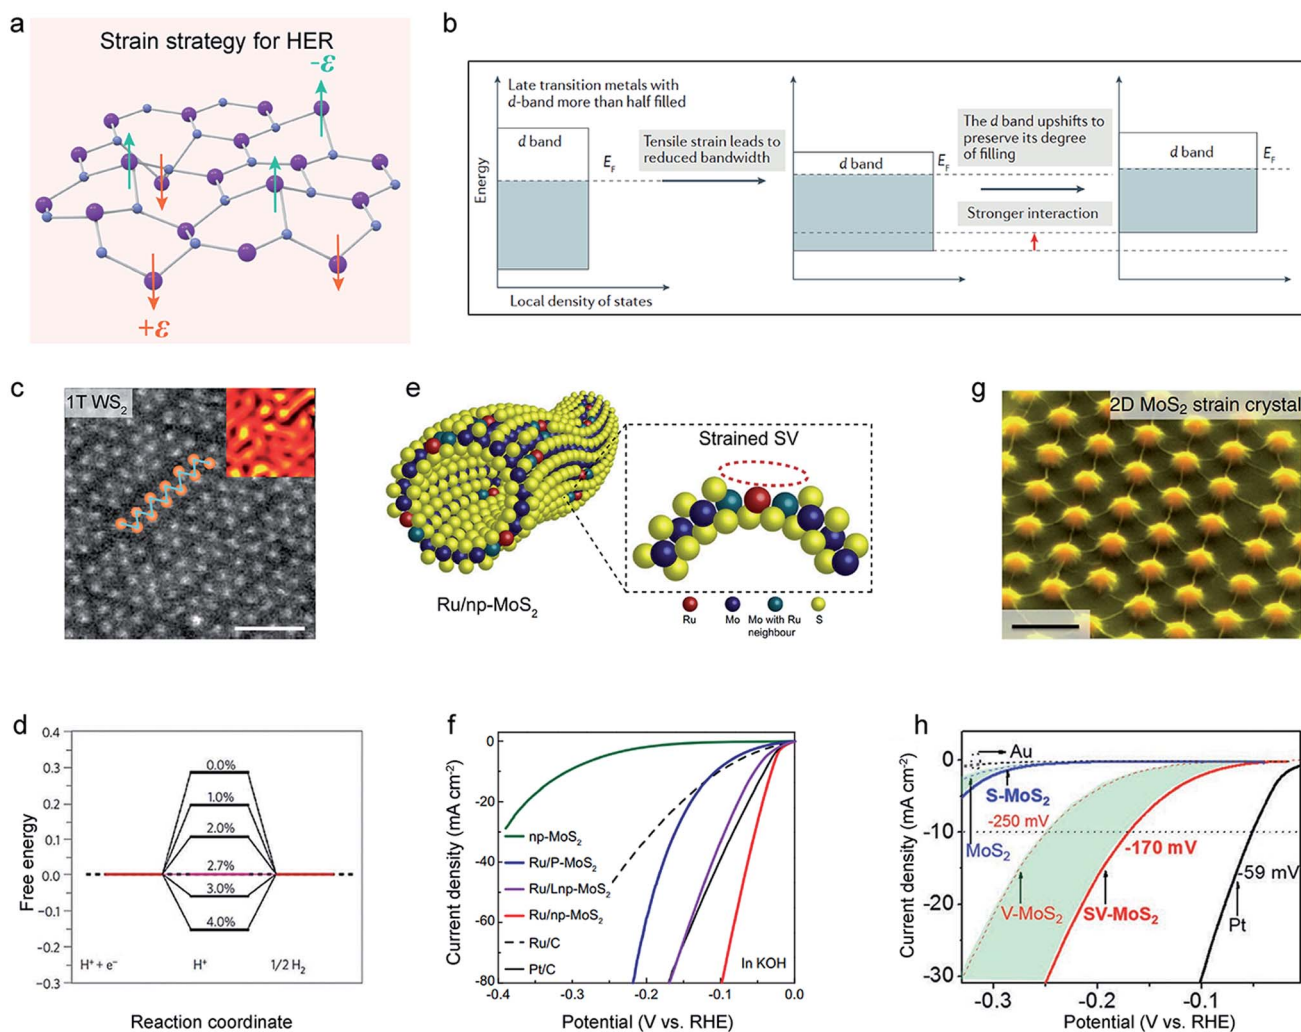 a
Strain strategy for HER
-ε
+ε
b
Late transition metals with
d-band more than half filled
d band
E_F
Energy
Local density of states
Tensile strain leads to
reduced bandwidth
d band
E_F
The d band upshifts to
preserve its degree
of filling
Stronger interaction
d band
E_F
c
1T WS₂
e
Ru/np-MoS₂
Strained SV
Ru
Mo
Mo with Ru
neighbour
S
g
2D MoS₂ strain crystal
d
Free energy
0.4
0.3
0.2
0.1
0.0
−0.1
−0.2
−0.3
0.0%
1.0%
2.0%
2.7%
3.0%
4.0%
H⁺ + e⁻
H⁺
1/2 H₂
Reaction coordinate
f
Current density (mA cm⁻²)
0
-20
-40
-60
-80
np-MoS₂
Ru/P-MoS₂
Ru/Lnp-MoS₂
Ru/np-MoS₂
Ru/C
Pt/C
In KOH
-0.4
-0.3
-0.2
-0.1
0.0
Potential (V vs. RHE)
h
Current density (mA cm⁻²)
0
-10
-20
-30
Au
S-MoS₂
-250 mV
MoS₂
-170 mV
-59 mV
V-MoS₂
SV-MoS₂
Pt
-0.3
-0.2
-0.1
Potential (V vs. RHE)